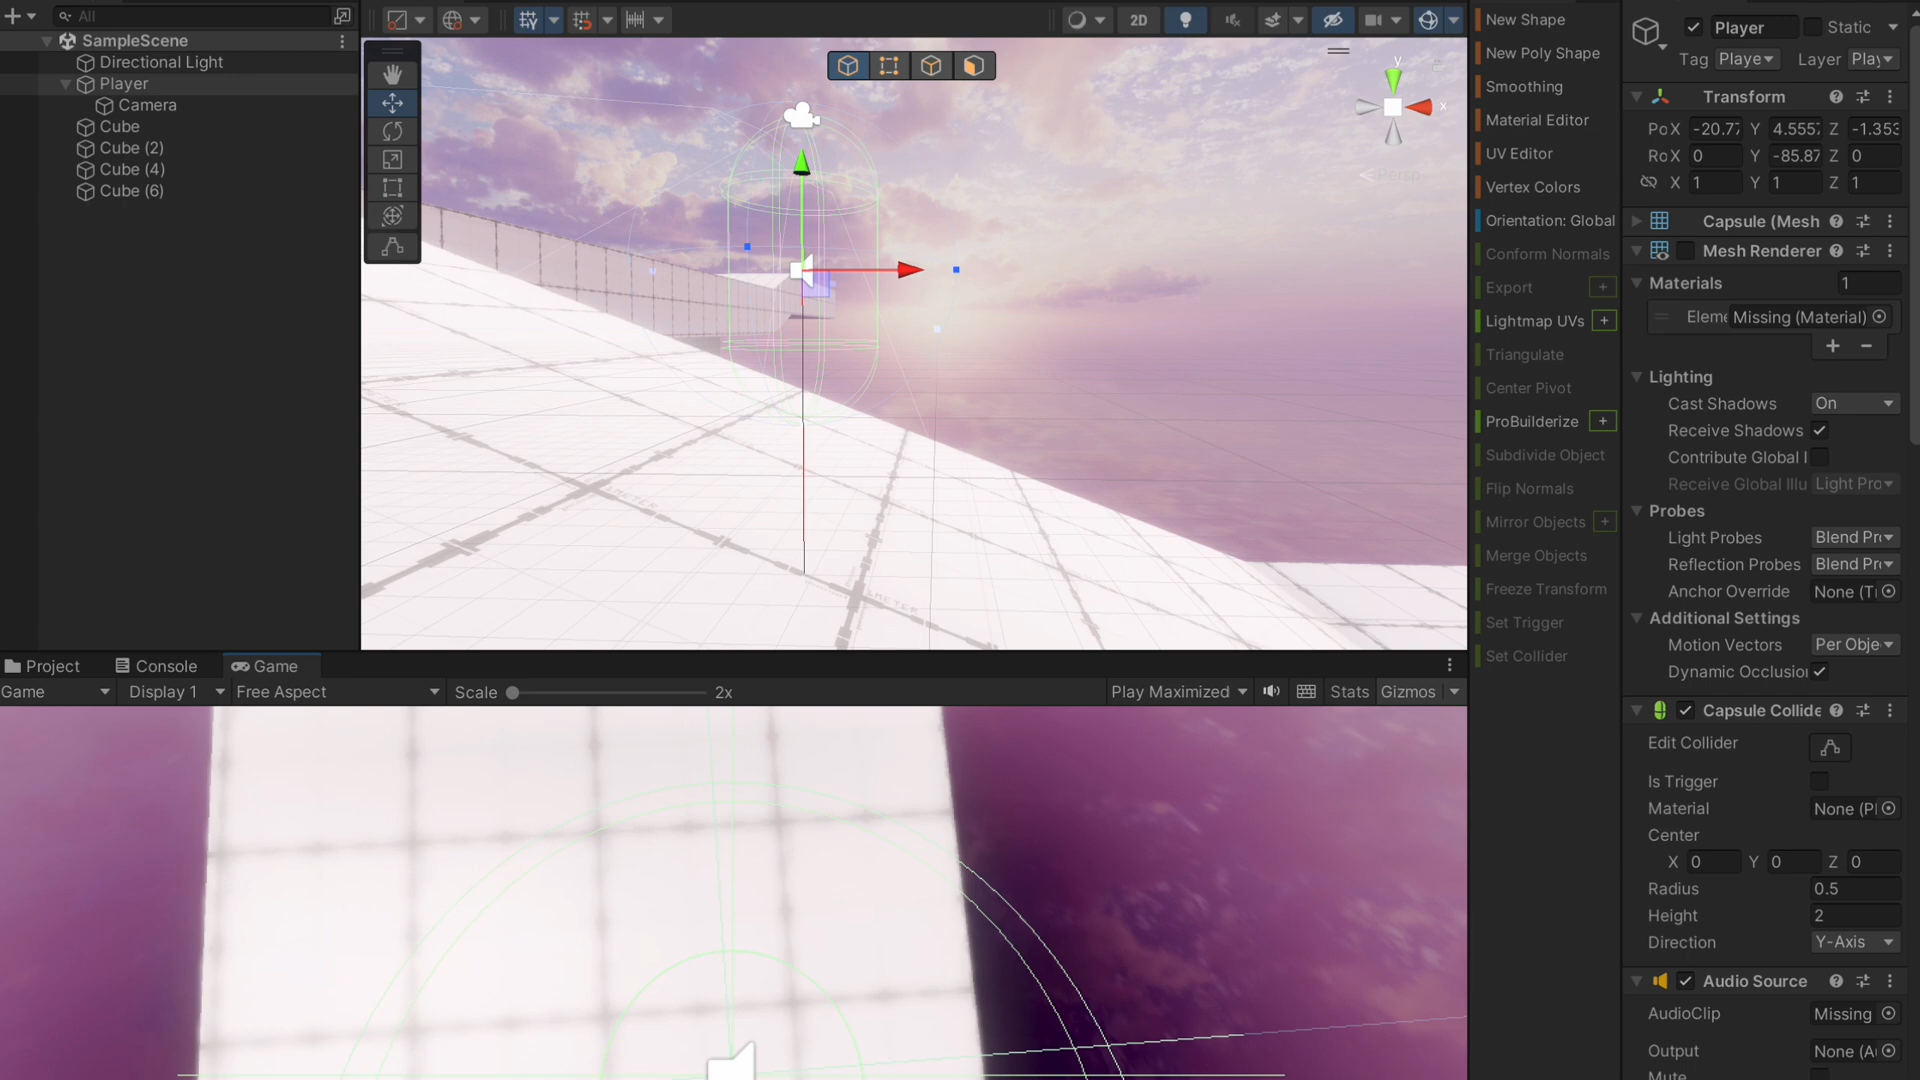 All
SampleScene
Directional Light
Player
Camera
Cube
Cube (2)
Cube (4)
Cube (6)
2D
y
x
Persp
New Shape
New Poly Shape
Smoothing
Material Editor
UV Editor
Vertex Colors
Orientation: Global
Conform Normals
Export
Lightmap UVs
Triangulate
Center Pivot
ProBuilderize
Subdivide Object
Flip Normals
Mirror Objects
Merge Objects
Freeze Transform
Set Trigger
Set Collider
Player Static
Tag Playe Layer Play
Transform
Po X -20.77 Y 4.5557 Z -1.353
Ro X 0 Y -85.87 Z 0
X 1 Y 1 Z 1
Capsule (Mesh
Mesh Renderer
Materials 1
Eleme Missing (Material)
Lighting
Cast Shadows On
Receive Shadows
Contribute Global I
Receive Global Illu Light Pro
Probes
Light Probes Blend Pro
Reflection Probes Blend Pro
Anchor Override None (T
Additional Settings
Motion Vectors Per Obje
Dynamic Occlusion
Capsule Collide
Edit Collider
Is Trigger
Material None (P
Center
X 0 Y 0 Z 0
Radius 0.5
Height 2
Direction Y-Axis
Audio Source
AudioClip Missing
Output None (A
Mute
Project Console Game
Game Display 1 Free Aspect Scale 2x Play Maximized Stats Gizmos